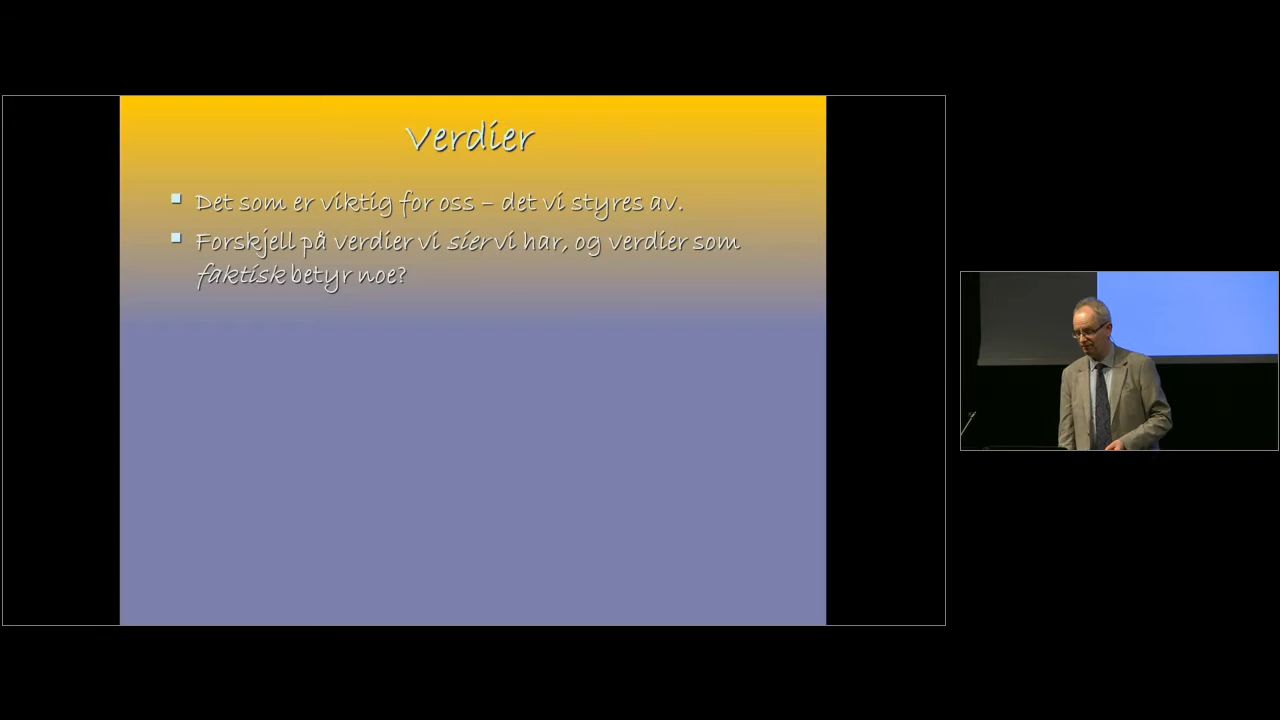 Verdier
Det som er viktig for oss – det vi styres av.
Forskjell på verdier vi sier vi har, og verdier som
faktisk betyr noe?